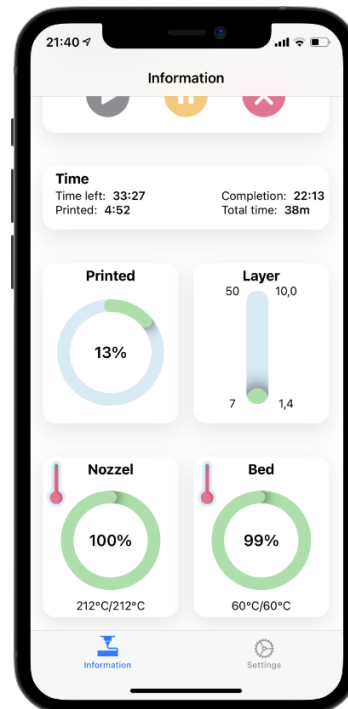 21:40
Information
Time
Time left: 33:27 Completion: 22:13
Printed: 4:52 Total time: 38m
Printed Layer
50 10,0
13%
7 1,4
Nozzel Bed
100% 99%
212°C/212°C 60°C/60°C
Information Settings